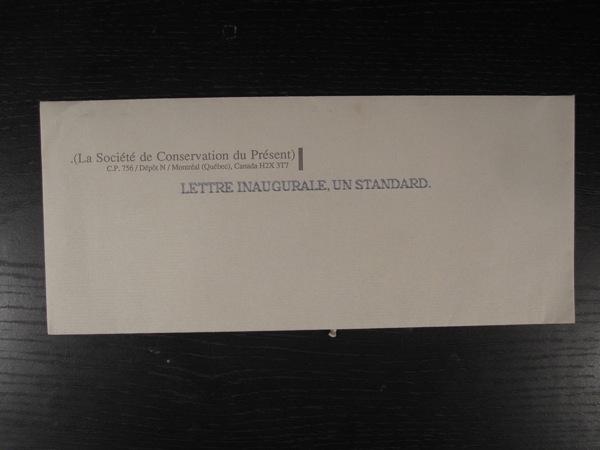 .(La Société de Conservation du Présent)
C.P. 756 / Dépôt N / Montréal (Québec), Canada H2X 3T7
LETTRE INAUGURALE, UN STANDARD.